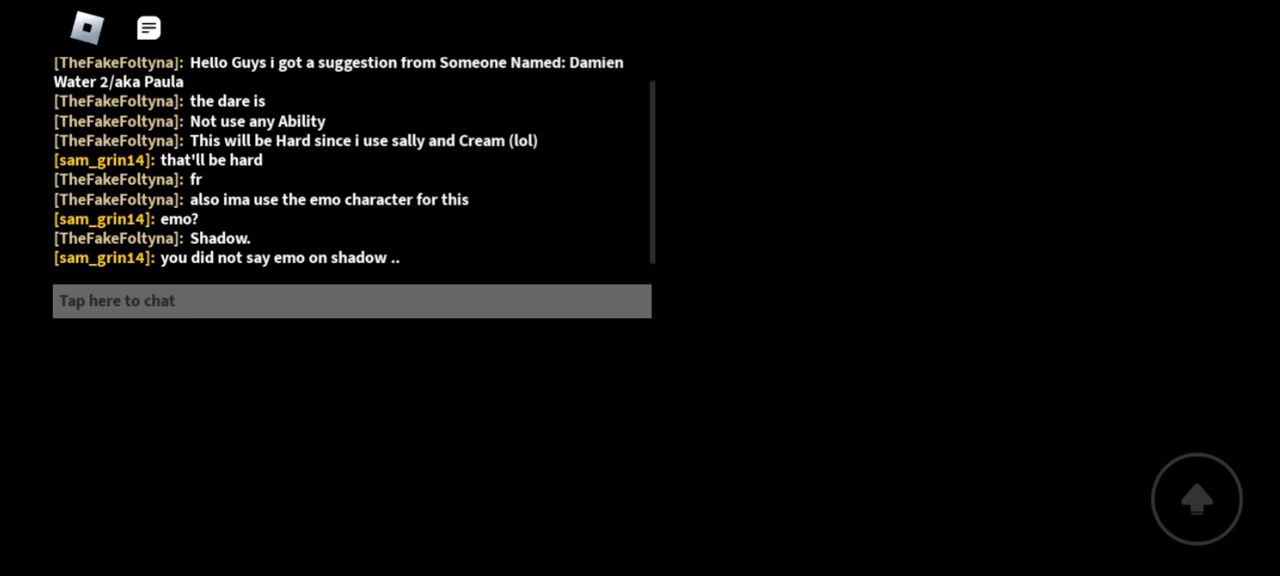 [TheFakeFoltyna]: Hello Guys i got a suggestion from Someone Named: Damien
Water 2/aka Paula
[TheFakeFoltyna]: the dare is
[TheFakeFoltyna]: Not use any Ability
[TheFakeFoltyna]: This will be Hard since i use sally and Cream (lol)
[sam_grin14]: that'll be hard
[TheFakeFoltyna]: fr
[TheFakeFoltyna]: also ima use the emo character for this
[sam_grin14]: emo?
[TheFakeFoltyna]: Shadow.
[sam_grin14]: you did not say emo on shadow ..
Tap here to chat